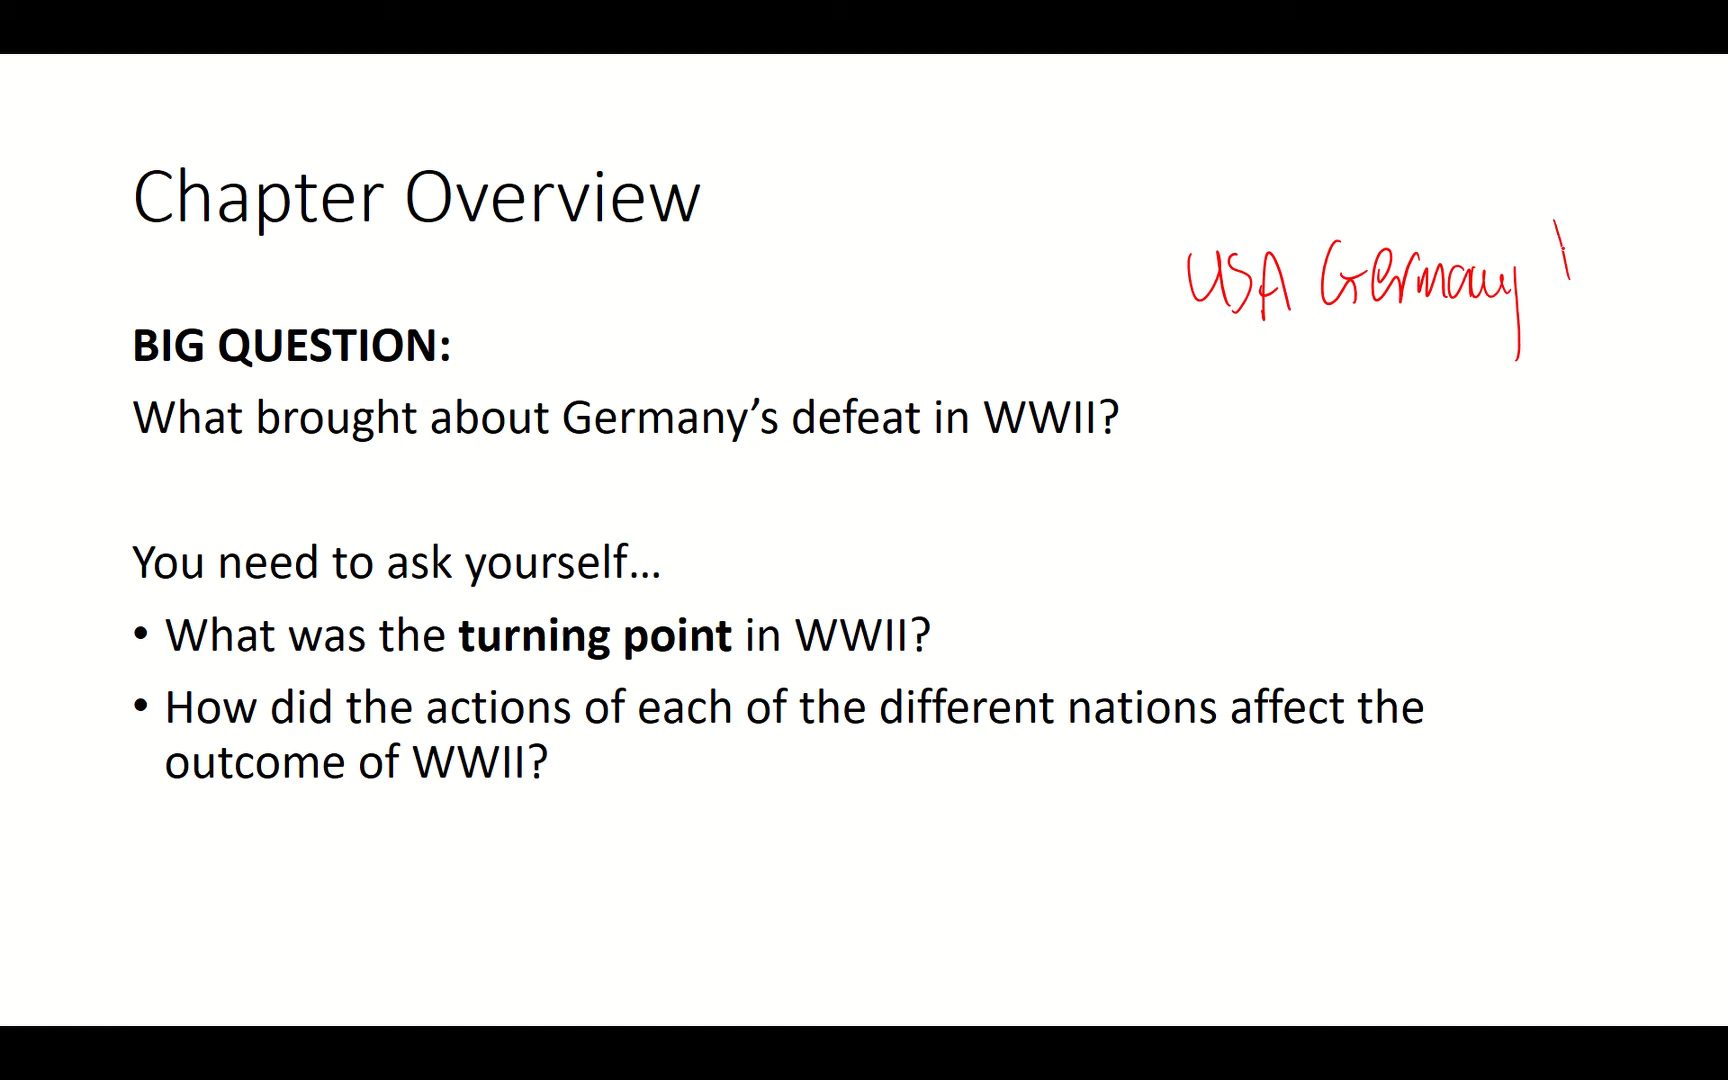 Chapter Overview
USA Germany
BIG QUESTION:
What brought about Germany’s defeat in WWII?
You need to ask yourself…
• What was the turning point in WWII?
• How did the actions of each of the different nations affect the
outcome of WWII?